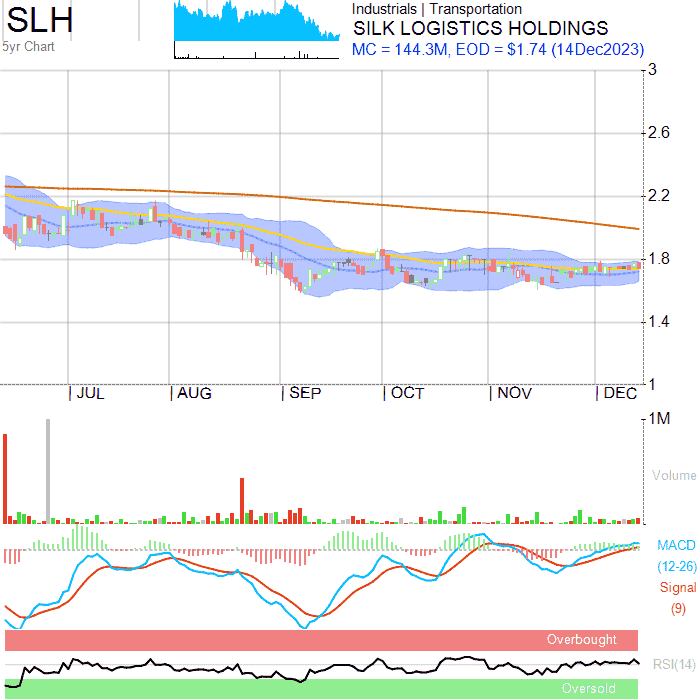 SLH
5yr Chart
Industrials | Transportation
SILK LOGISTICS HOLDINGS
MC = 144.3M, EOD = $1.74 (14Dec2023)
3
2.6
2.2
1.8
1.4
1
| JUL | AUG | SEP | OCT | NOV | DEC
1M
Volume
MACD
(12-26)
Signal
(9)
Overbought
RSI(14)
Oversold